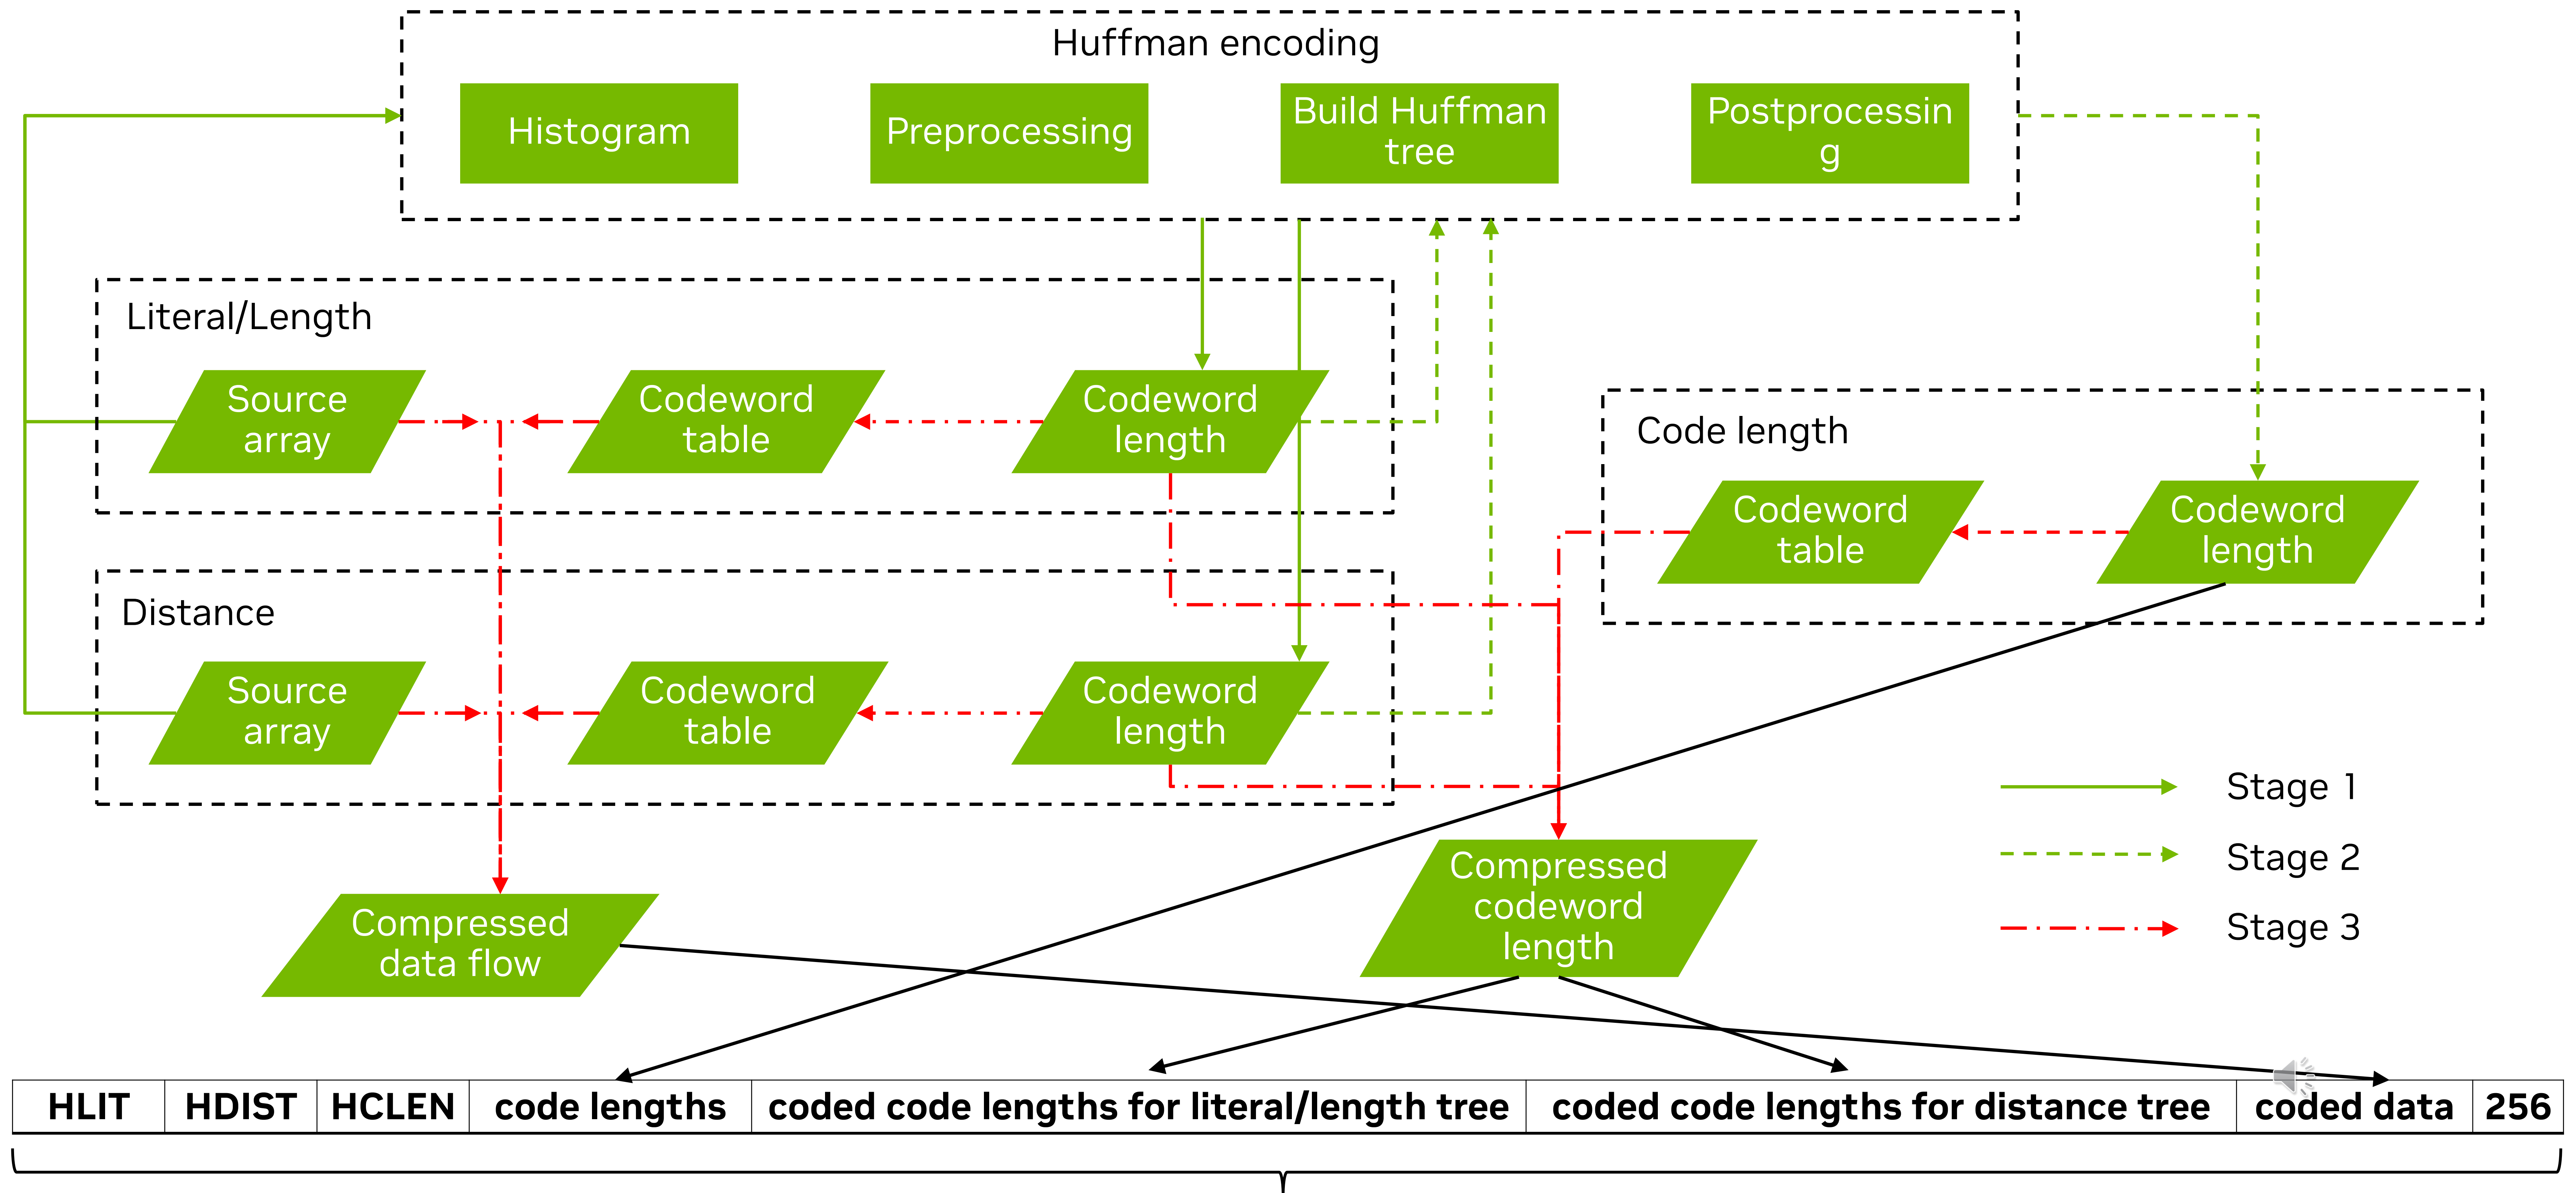 Huffman encoding
Histogram
Preprocessing
Build Huffman
tree
Postprocessin
g
Literal/Length
Source
array
Codeword
table
Codeword
length
Code length
Codeword
table
Codeword
length
Distance
Source
array
Codeword
table
Codeword
length
Stage 1
Stage 2
Stage 3
Compressed
data flow
Compressed
codeword
length
HLIT
HDIST
HCLEN
code lengths
coded code lengths for literal/length tree
coded code lengths for distance tree
coded data
256